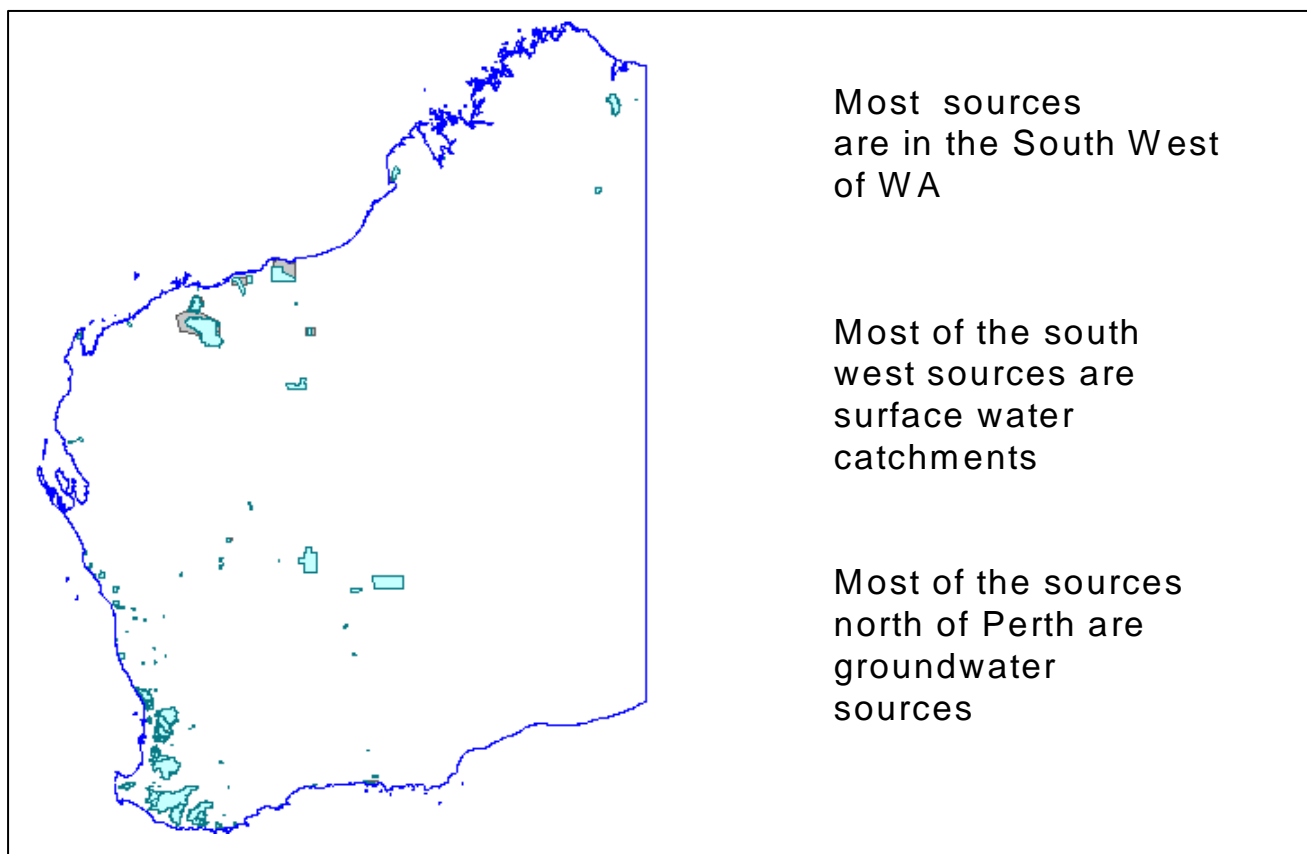 Most sources
are in the South West
of WA
Most of the south
west sources are
surface water
catchments
Most of the sources
north of Perth are
groundwater
sources